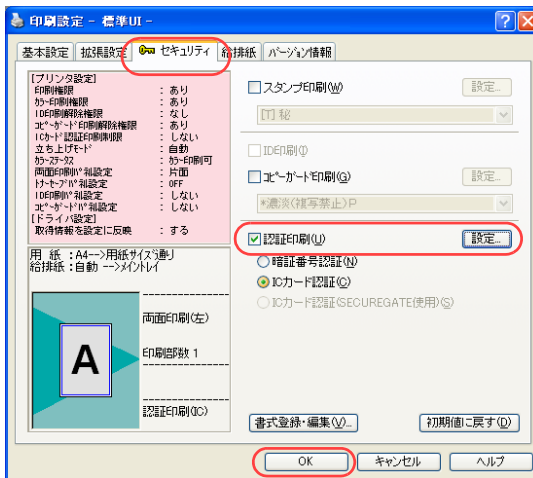 印刷設定 - 標準UI -
基本設定 拡張設定 セキュリティ 給排紙 バージョン情報
[プリンタ設定]
印刷権限 : あり
カラー印刷権限 : あり
ID印刷解除権限 : なし
コピーガード印刷解除権限 : あり
ICカード認証印刷制限 : しない
立ち上げモード : 自動
カラーステータス : カラー印刷可
両面印刷パネル設定 : 片面
トナーセーブパネル設定 : OFF
ID印刷パネル設定 : しない
コピーガードパネル設定 : しない
[ドライバ設定]
取得情報を設定に反映 : する
用 紙 :A4-->用紙サイズ通り
給排紙 :自動 -->メイントレイ
A
両面印刷(左)
印刷部数 1
認証印刷(IC)
スタンプ印刷(W) 設定...
[T] 秘
ID印刷(I)
コピーガード印刷(G) 設定...
*濃淡(複写禁止)P
認証印刷(U) 設定...
暗証番号認証(N)
ICカード認証(C)
ICカード認証(SECUREGATE使用)(S)
書式登録・編集(V)... 初期値に戻す(D)
OK キャンセル ヘルプ